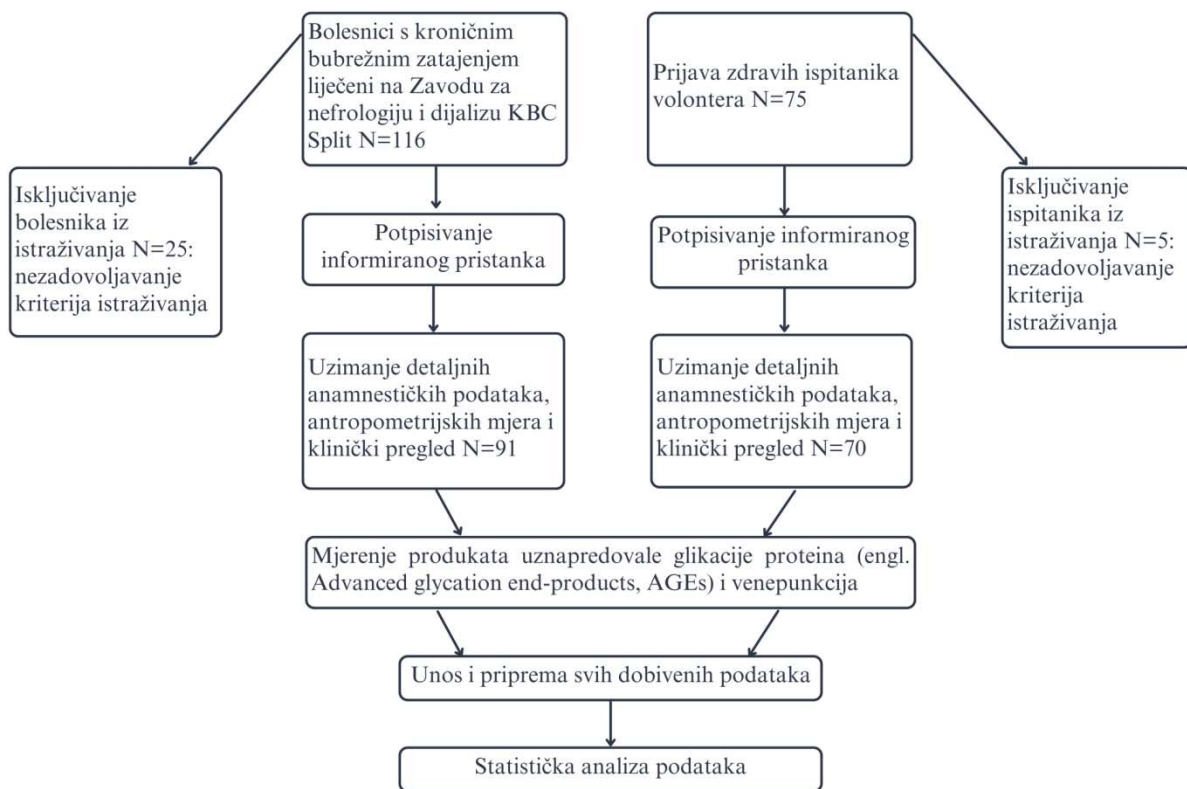 Bolesnici s kroničnim
bubrežnim zatajenjem
liječeni na Zavodu za
nefrologiju i dijalizu KBC
Split N=116
Prijava zdravih ispitanika
volontera N=75
Isključivanje
bolesnika iz
istraživanja N=25:
nezadovoljavanje
kriterija istraživanja
Isključivanje
ispitanika iz
istraživanja N=5:
nezadovoljavanje
kriterija
istraživanja
Potpisivanje
informiranog pristanka
Potpisivanje informiranog
pristanka
Uzimanje detaljnih
anamnestičkih podataka,
antropometrijskih mjera i
klinički pregled N=91
Uzimanje detaljnih
anamnestičkih podataka,
antropometrijskih mjera i
klinički pregled N=70
Mjerenje produkata uznapredovale glikacije proteina (engl.
Advanced glycation end-products, AGEs) i venepunkcija
Unos i priprema svih dobivenih podataka
Statistička analiza podataka